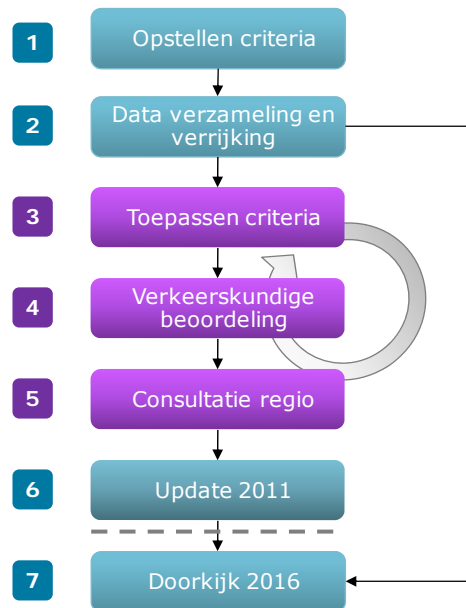 1
Opstellen criteria
2
Data verzameling en
verrijking
3
Toepassen criteria
4
Verkeerskundige
beoordeling
5
Consultatie regio
6
Update 2011
7
Doorkijk 2016